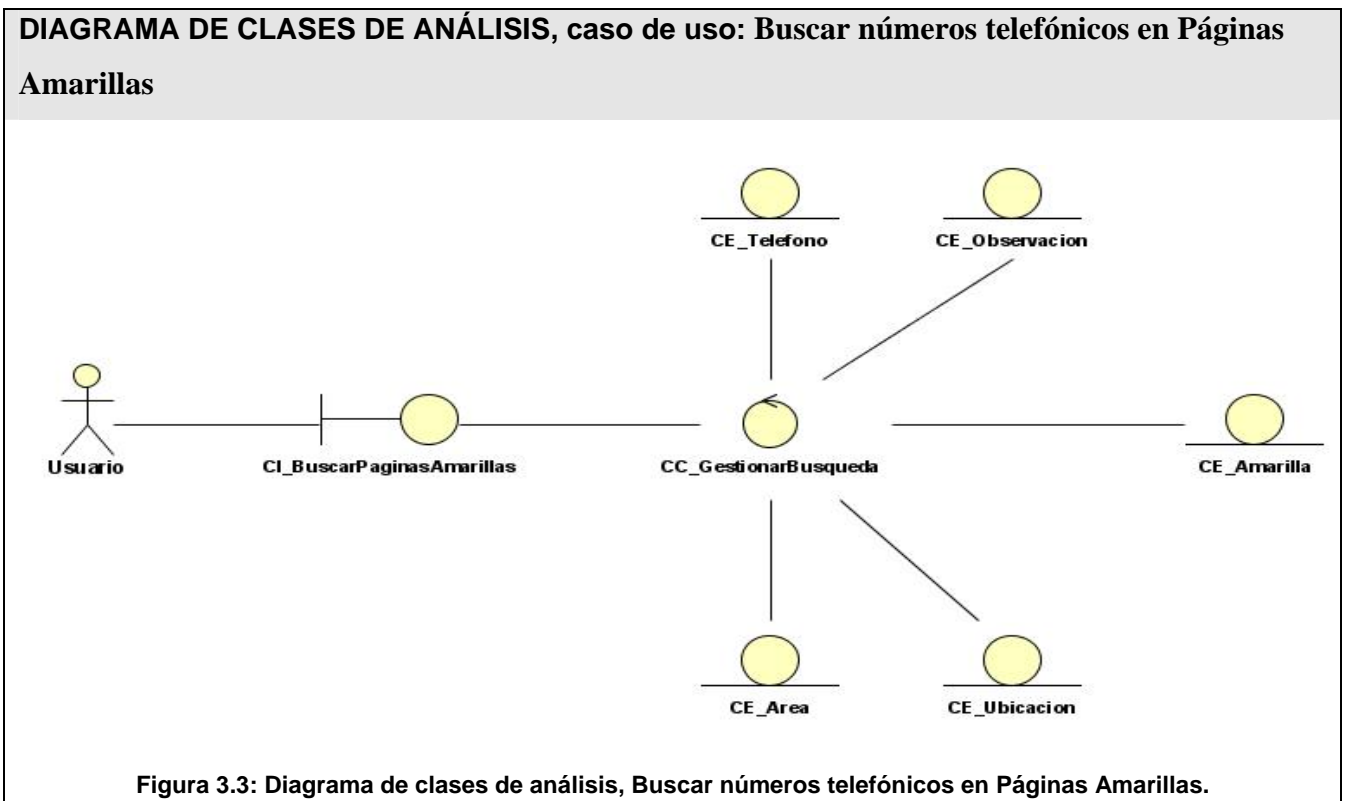 DIAGRAMA DE CLASES DE ANÁLISIS, caso de uso: Buscar números telefónicos en Páginas
Amarillas
CE_Telefono
CE_Observacion
Usuario
CI_BuscarPaginasAmarillas
CC_GestionarBusqueda
CE_Amarilla
CE_Area
CE_Ubicacion
Figura 3.3: Diagrama de clases de análisis, Buscar números telefónicos en Páginas Amarillas.